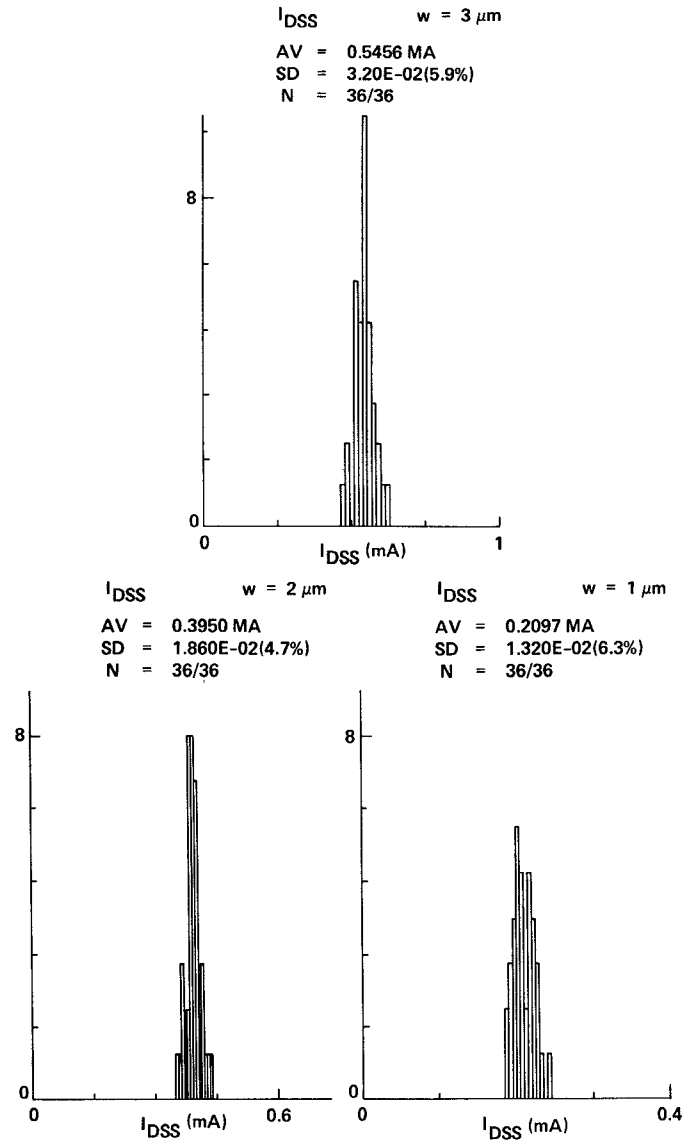 I_DSS w = 3 μm
AV = 0.5456 MA
SD = 3.20E-02(5.9%)
N = 36/36
8
0
0 1
I_DSS (mA)
I_DSS w = 2 μm
AV = 0.3950 MA
SD = 1.860E-02(4.7%)
N = 36/36
8
0
0 0.6
I_DSS (mA)
I_DSS w = 1 μm
AV = 0.2097 MA
SD = 1.320E-02(6.3%)
N = 36/36
8
0
0 0.4
I_DSS (mA)